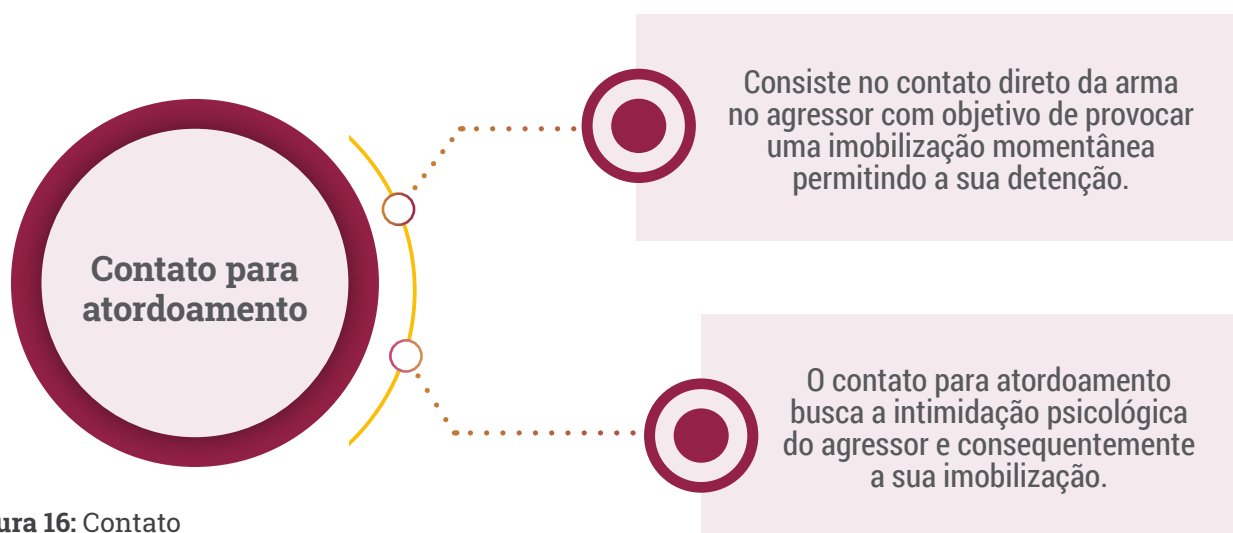 Contato para
atordoamento
Consiste no contato direto da arma
no agressor com objetivo de provocar
uma imobilização momentânea
permitindo a sua detenção.
O contato para atordoamento
busca a intimidação psicológica
do agressor e consequentemente
a sua imobilização.
ura 16: Contato